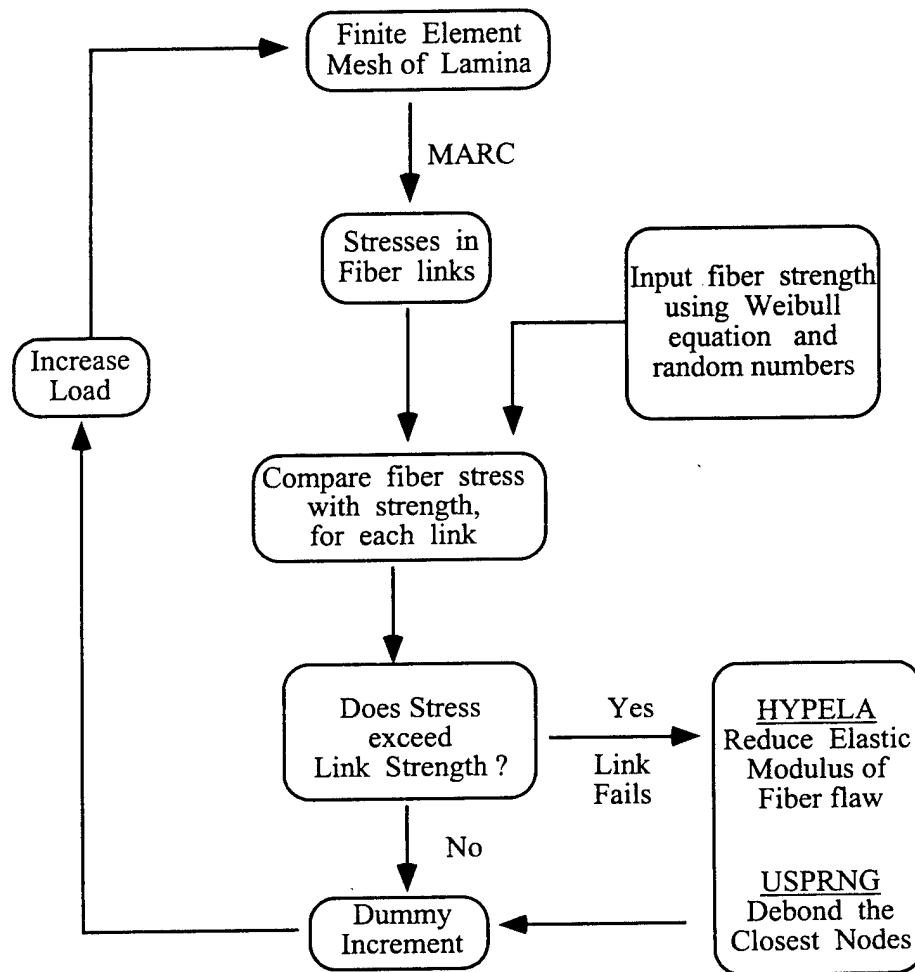 Finite Element
Mesh of Lamina
MARC
Stresses in
Fiber links
Input fiber strength
using Weibull
equation and
random numbers
Increase
Load
Compare fiber stress
with strength,
for each link
Does Stress
exceed
Link Strength ?
Yes
Link
Fails
HYPELA
Reduce Elastic
Modulus of
Fiber flaw
No
USPRNG
Debond the
Closest Nodes
Dummy
Increment